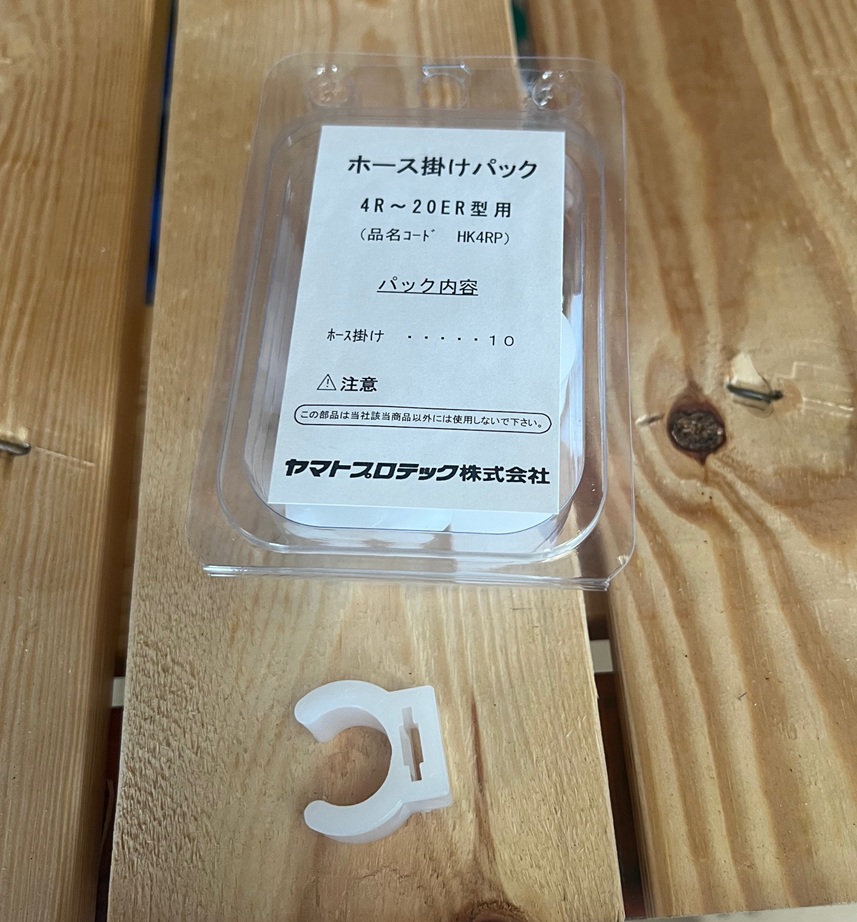 ホース掛けパック
4R〜20ER型用
（品名ｺｰﾄﾞ HK4RP）
パック内容
ﾎｰｽ掛け ・・・・・10
⚠注意
この部品は当社該当商品以外には使用しないで下さい。
ヤマトプロテック株式会社